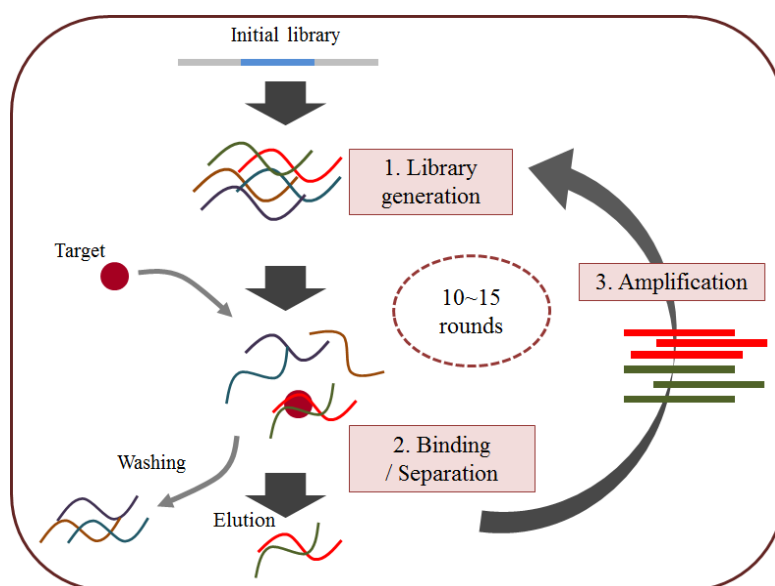 Initial library
1. Library
generation
Target
10~15
rounds
3. Amplification
2. Binding
/ Separation
Washing
Elution